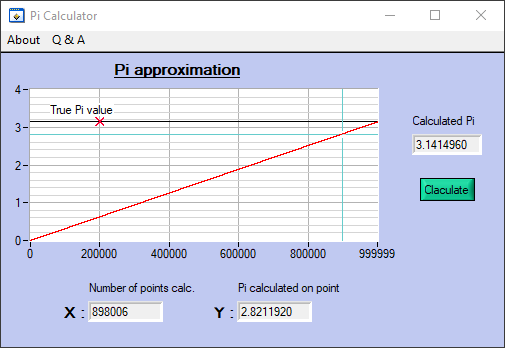 Pi Calculator
About Q & A
Pi approximation
4
True Pi value
3
2
1
0
0 200000 400000 600000 800000 999999
Calculated Pi
3.1414960
Claculate
Number of points calc. Pi calculated on point
X : 898006 Y : 2.8211920